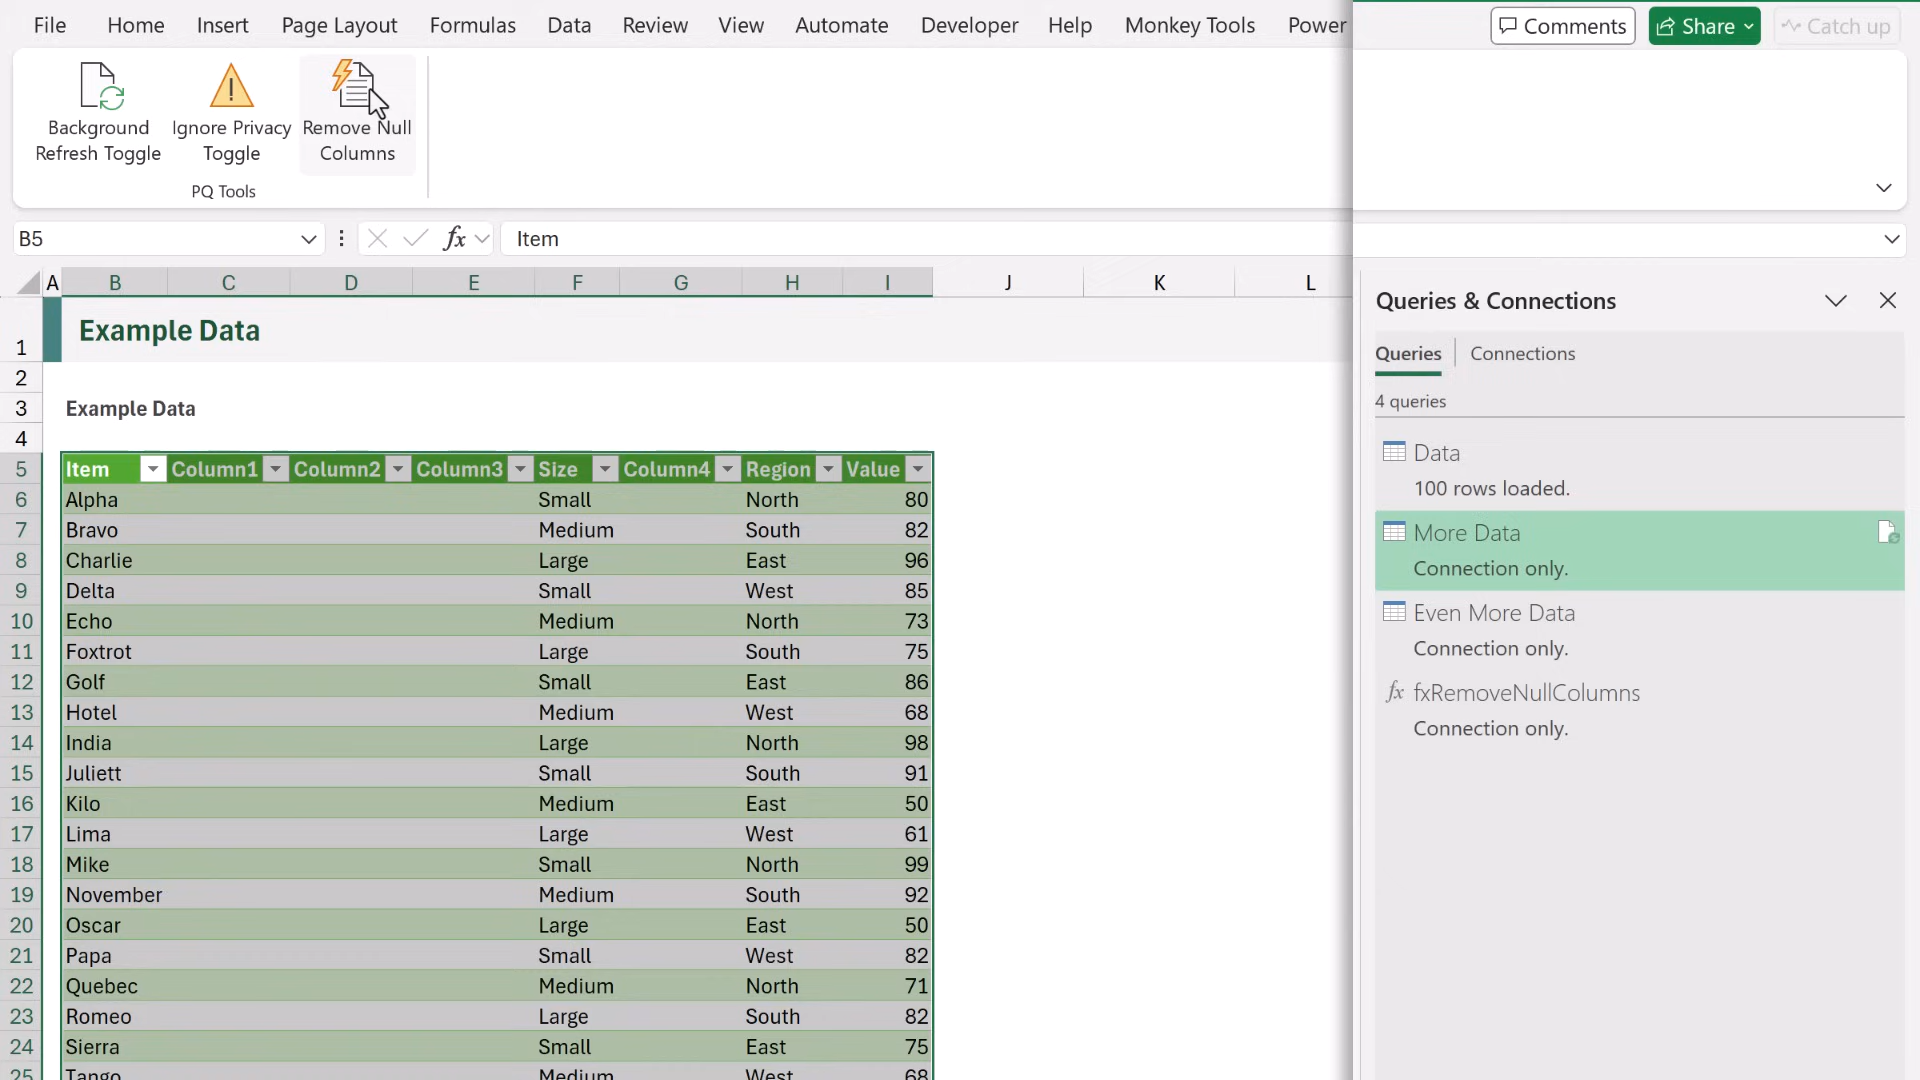 File Home Insert Page Layout Formulas Data Review View Automate Developer Help Monkey Tools Power
Comments Share Catch up
Background Refresh Toggle
Ignore Privacy Toggle
Remove Null Columns
PQ Tools
B5 fx Item
A B C D E F G H I J K L
1 Example Data
2
3 Example Data
4
5 Item Column1 Column2 Column3 Size Column4 Region Value
6 Alpha Small North 80
7 Bravo Medium South 82
8 Charlie Large East 96
9 Delta Small West 85
10 Echo Medium North 73
11 Foxtrot Large South 75
12 Golf Small East 86
13 Hotel Medium West 68
14 India Large North 98
15 Juliett Small South 91
16 Kilo Medium East 50
17 Lima Large West 61
18 Mike Small North 99
19 November Medium South 92
20 Oscar Large East 50
21 Papa Small West 82
22 Quebec Medium North 71
23 Romeo Large South 82
24 Sierra Small East 75
25 Tango Medium West 68
Queries & Connections
Queries Connections
4 queries
Data
100 rows loaded.
More Data
Connection only.
Even More Data
Connection only.
fx fxRemoveNullColumns
Connection only.